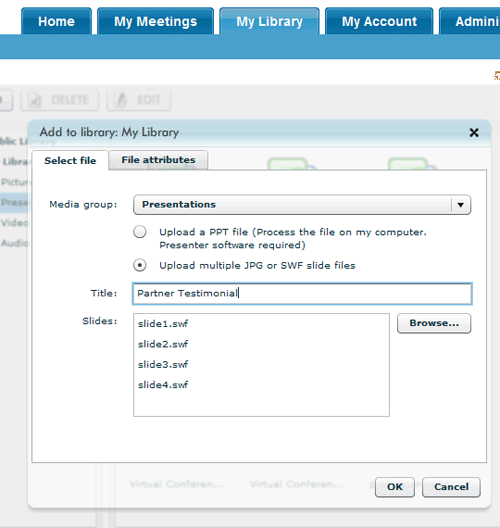 Home My Meetings My Library My Account Admini
DELETE EDIT
Add to library: My Library
Select file File attributes
Media group: Presentations
Upload a PPT file (Process the file on my computer.
Presenter software required)
Upload multiple JPG or SWF slide files
Title: Partner Testimonial
Slides: slide1.swf Browse...
slide2.swf
slide3.swf
slide4.swf
blic Library
Librar
Pictur
Prese
Video
Audio
Virtual Conferen... Virtual Conferen...
OK Cancel